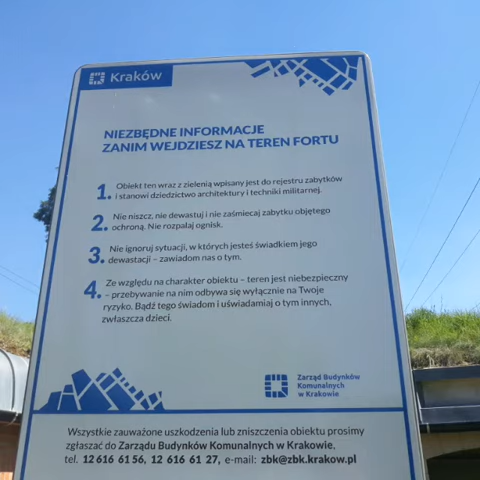 Kraków
NIEZBĘDNE INFORMACJE
ZANIM WEJDZIESZ NA TEREN FORTU
1. Obiekt ten wraz z zielenią wpisany jest do rejestru zabytków
i stanowi dziedzictwo architektury i techniki militarnej.
2. Nie niszcz, nie dewastuj i nie zaśmiecaj zabytku objętego
ochroną. Nie rozpalaj ognisk.
3. Nie ignoruj sytuacji, w których jesteś świadkiem jego
dewastacji – zawiadom nas o tym.
4. Ze względu na charakter obiektu – teren jest niebezpieczny
– przebywanie na nim odbywa się wyłącznie na Twoje
ryzyko. Bądź tego świadom i uświadamiaj o tym innych,
zwłaszcza dzieci.
Zarząd Budynków
Komunalnych
w Krakowie
Wszystkie zauważone uszkodzenia lub zniszczenia obiektu prosimy
zgłaszać do Zarządu Budynków Komunalnych w Krakowie.
tel. 12 616 61 56, 12 616 61 27, e-mail: zbk@zbk.krakow.pl